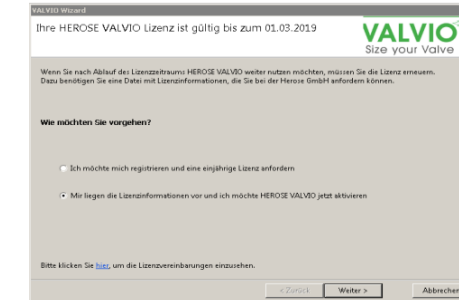 VALVIO Wizard
Ihre HEROSE VALVIO Lizenz ist gültig bis zum 01.03.2019
VALVIO
Size your Valve
Wenn Sie nach Ablauf des Lizenzzeitraums HEROSE VALVIO weiter nutzen möchten, müssen Sie die Lizenz erneuern.
Dazu benötigen Sie eine Datei mit Lizenzinformationen, die Sie bei der Herose GmbH anfordern können.
Wie möchten Sie vorgehen?
Ich möchte mich registrieren und eine einjährige Lizenz anfordern
Mir liegen die Lizenzinformationen vor und ich möchte HEROSE VALVIO jetzt aktivieren
Bitte klicken Sie hier, um die Lizenzvereinbarungen einzusehen.
< Zurück Weiter > Abbrechen